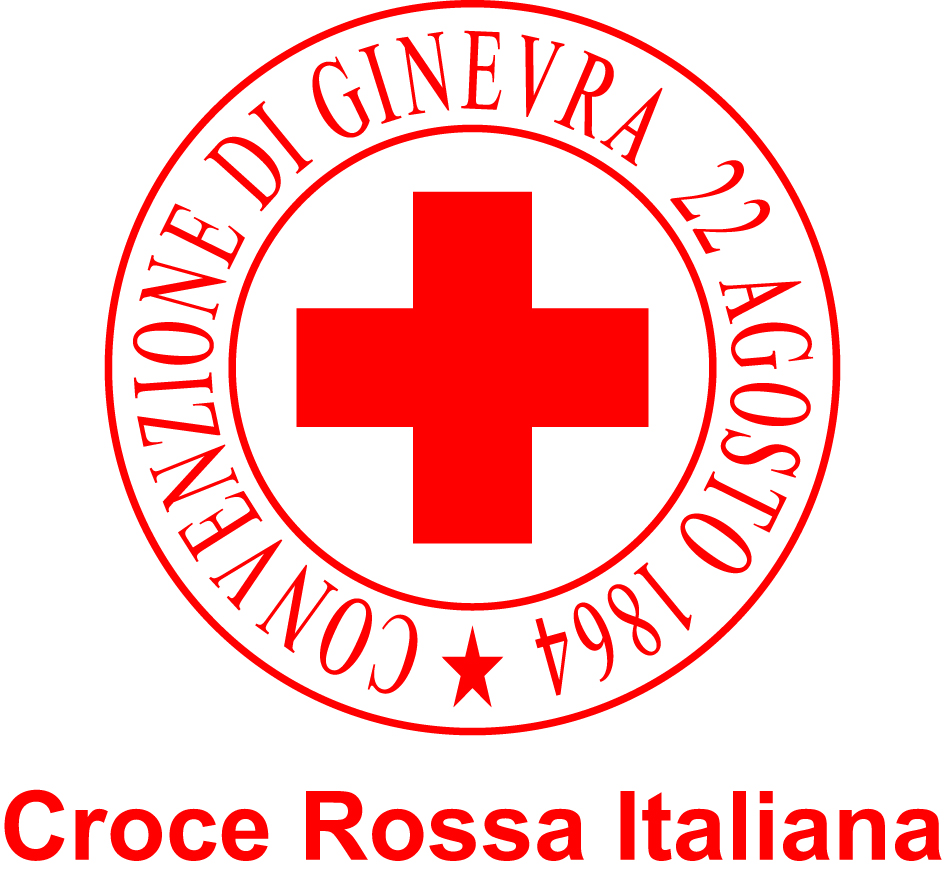 CONVENZIONE DI GINEVRA 22 AGOSTO 1864
Croce Rossa Italiana